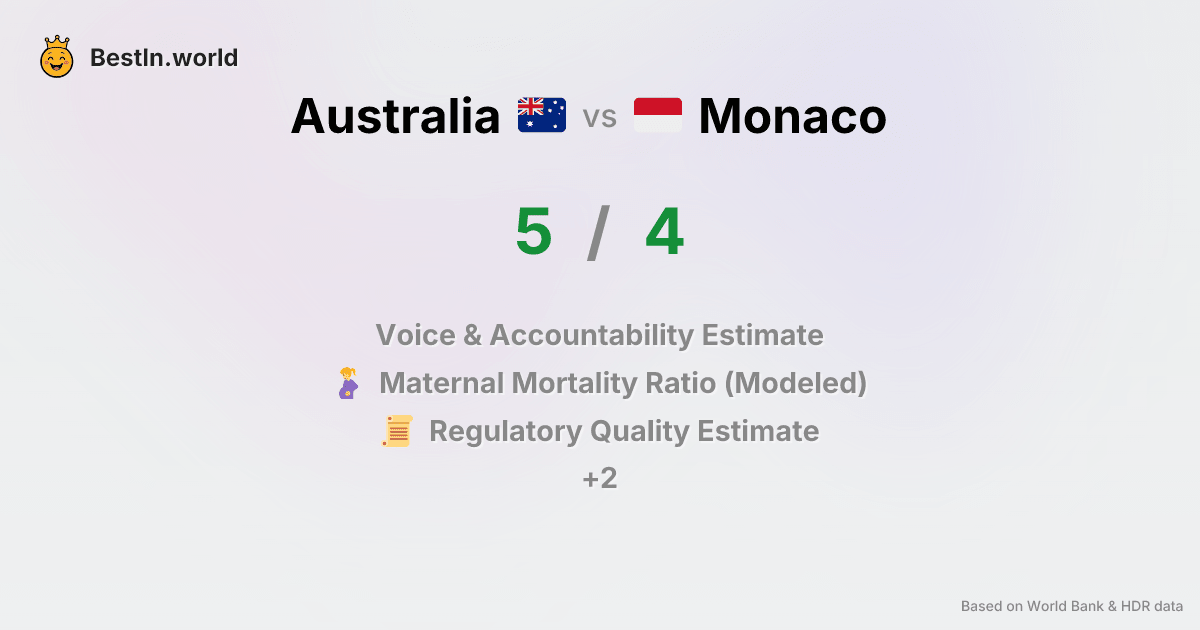 BestIn.world
Australia vs Monaco
5 / 4
Voice & Accountability Estimate
Maternal Mortality Ratio (Modeled)
Regulatory Quality Estimate
+2
Based on World Bank & HDR data